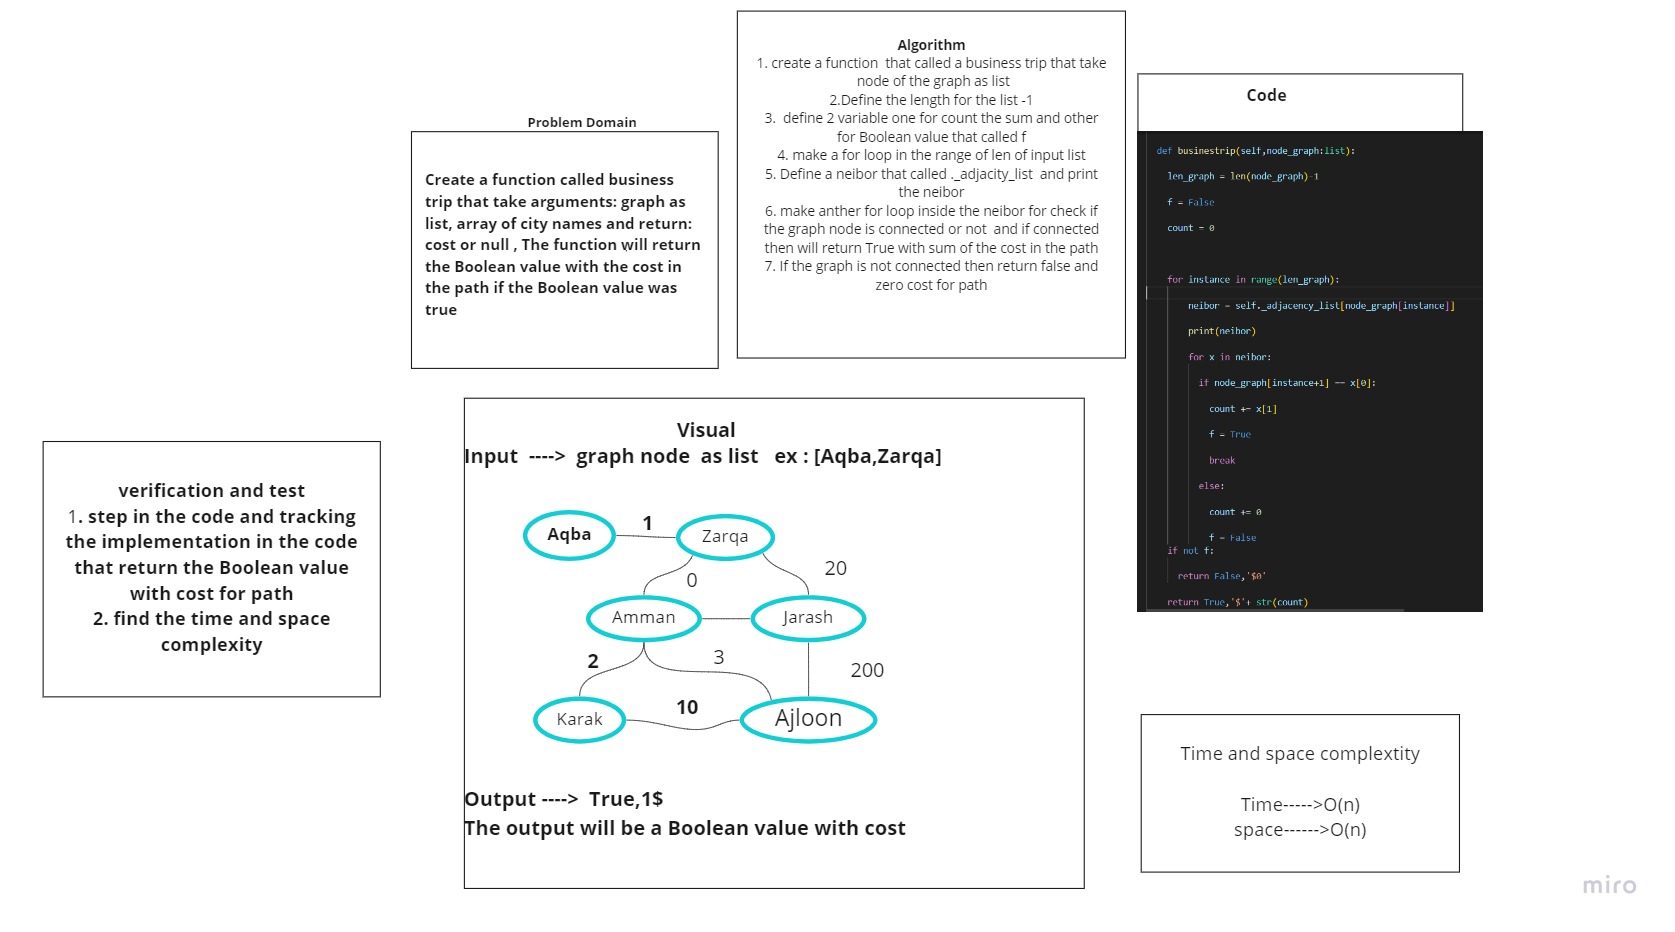 Problem Domain
Create a function called business
trip that take arguments: graph as
list, array of city names and return:
cost or null , The function will return
the Boolean value with the cost in
the path if the Boolean value was
true
Algorithm
1. create a function  that called a business trip that take
node of the graph as list
2.Define the length for the list -1
3.  define 2 variable one for count the sum and other
for Boolean value that called f
4. make a for loop in the range of len of input list
5. Define a neibor that called ._adjacity_list  and print
the neibor
6. make anther for loop inside the neibor for check if
the graph node is connected or not  and if connected
then will return True with sum of the cost in the path
7. If the graph is not connected then return false and
zero cost for path
Code
def businestrip(self,node_graph:list):
len_graph = len(node_graph)-1
f = False
count = 0
for instance in range(len_graph):
neibor = self._adjacency_list[node_graph[instance]]
print(neibor)
for x in neibor:
if node_graph[instance+1] == x[0]:
count += x[1]
f = True
break
else:
count += 0
f = False
if not f:
return False,'$0'
return True,'$'+ str(count)
verification and test
1. step in the code and tracking
the implementation in the code
that return the Boolean value
with cost for path
2. find the time and space
complexity
Visual
Input  ---->  graph node  as list   ex : [Aqba,Zarqa]
Aqba
1
Zarqa
0
20
Amman
Jarash
2
3
200
Karak
10
Ajloon
Output ---->  True,1$
The output will be a Boolean value with cost
Time and space complextity
Time----->O(n)
space------>O(n)
miro